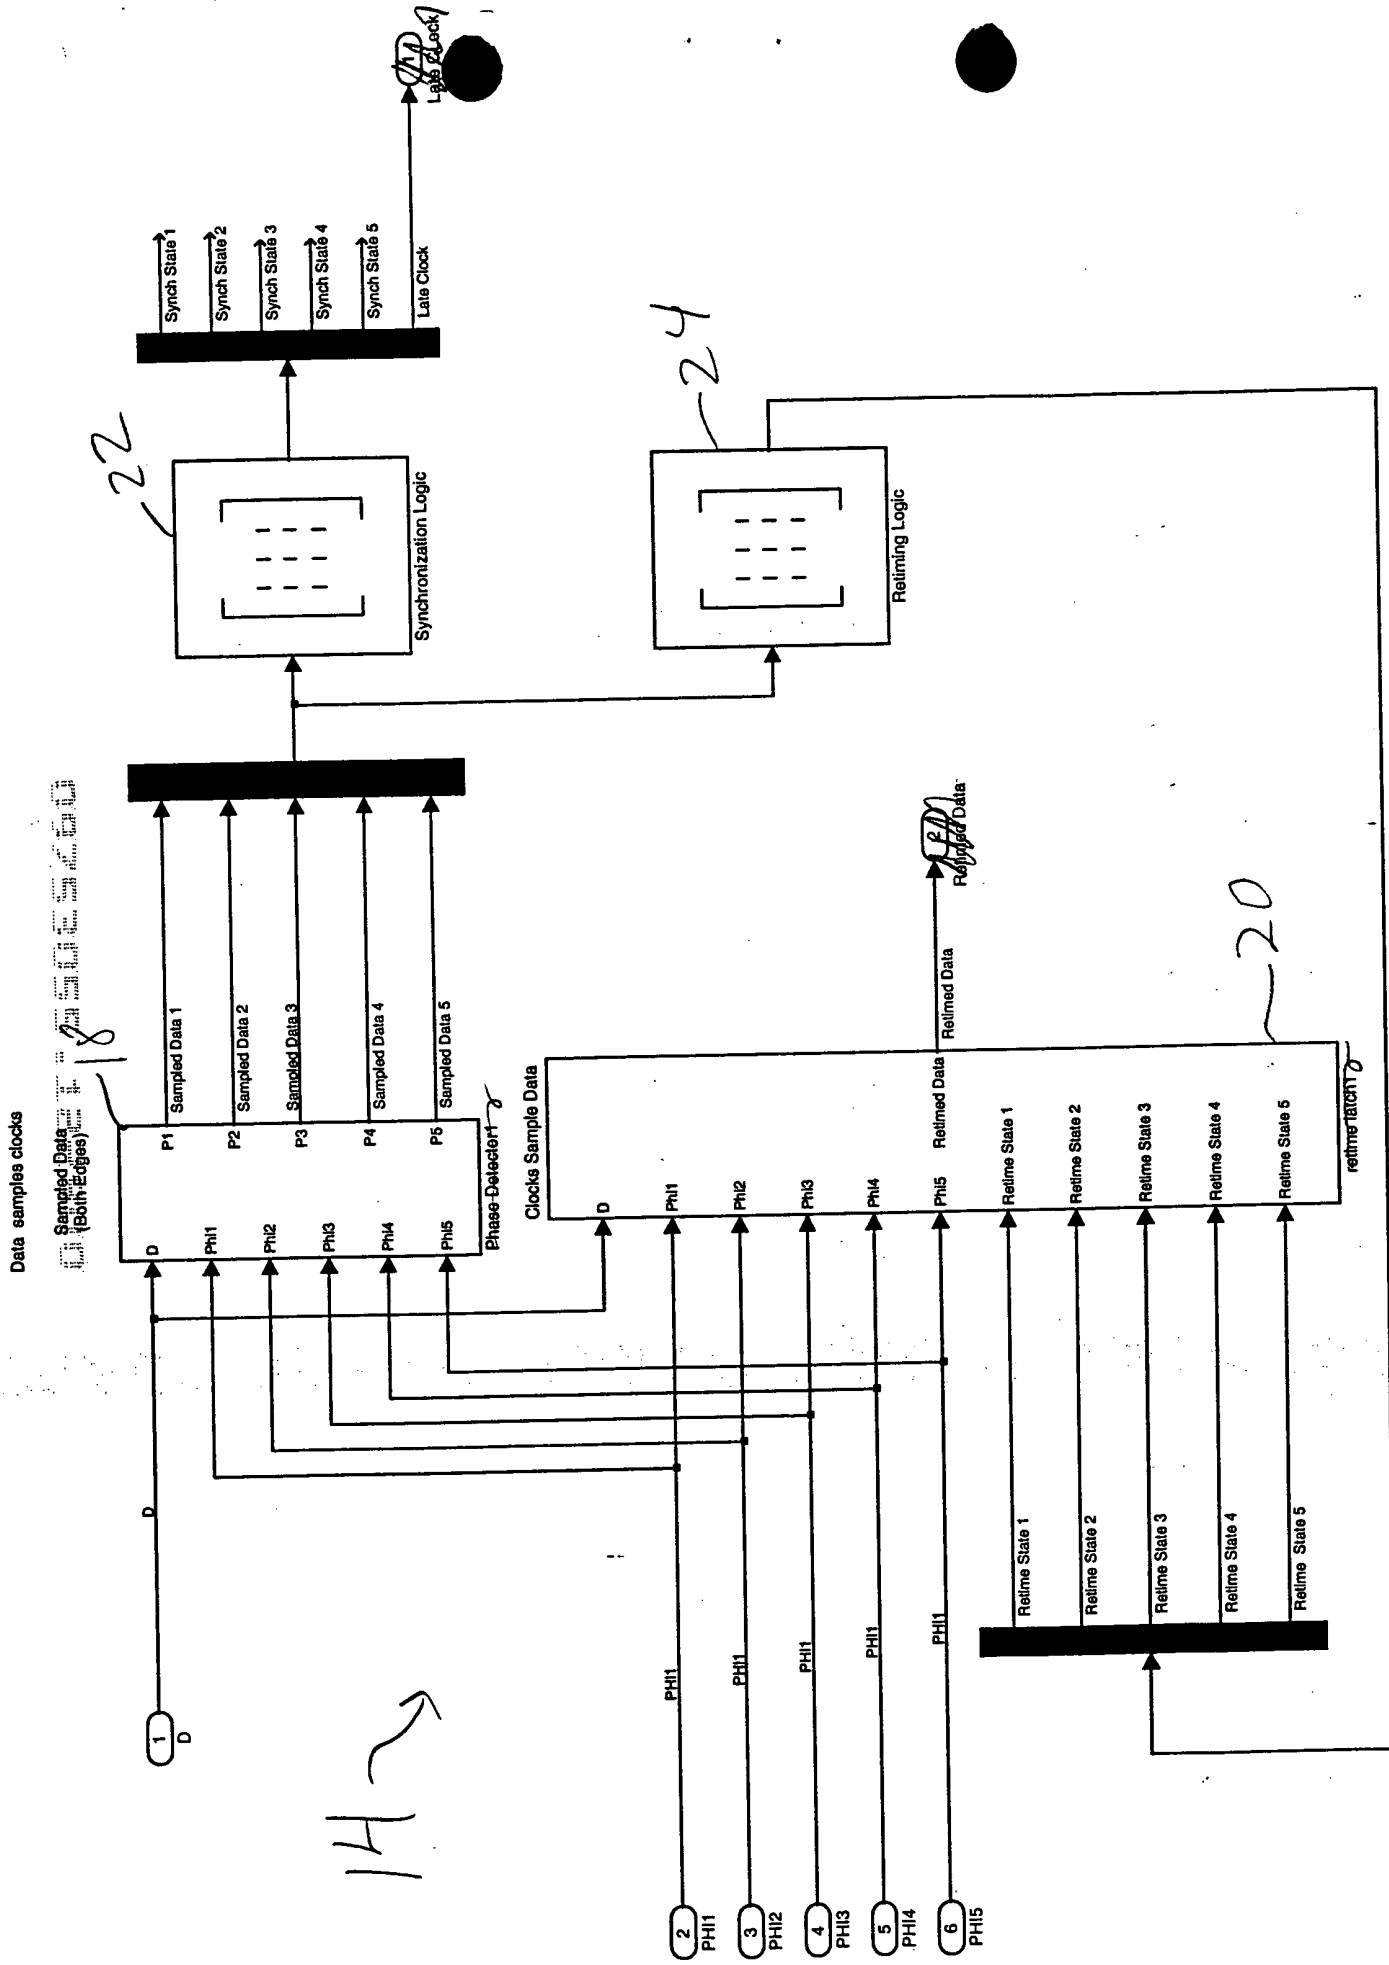 Data samples clocks
Sampled Data
(Both Edges)
18
1
D
D
D
Phi1
Phi2
Phi3
Phi4
Phi5
P1
P2
P3
P4
P5
Phase Detector1
Sampled Data 1
Sampled Data 2
Sampled Data 3
Sampled Data 4
Sampled Data 5
22
Synchronization Logic
Synch State 1
Synch State 2
Synch State 3
Synch State 4
Synch State 5
Late Clock
1
Late Clock
24
Retiming Logic
14
Clocks Sample Data
D
Phi1
Phi2
Phi3
Phi4
Phi5
Retimed Data
Retime State 1
Retime State 2
Retime State 3
Retime State 4
Retime State 5
retime latch1
20
Retimed Data
2
Retimed Data
2
PHI1
PHI1
3
PHI2
PHI1
4
PHI3
PHI1
5
PHI4
PHI1
6
PHI5
PHI1
Retime State 1
Retime State 2
Retime State 3
Retime State 4
Retime State 5